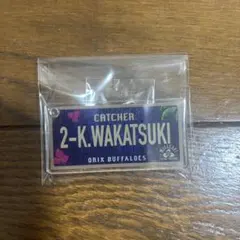 CATCHER
2-K.WAKATSUKI
ORIX BUFFALOES